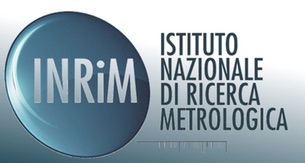 INRiM
ISTITUTO
NAZIONALE
DI RICERCA
METROLOGICA